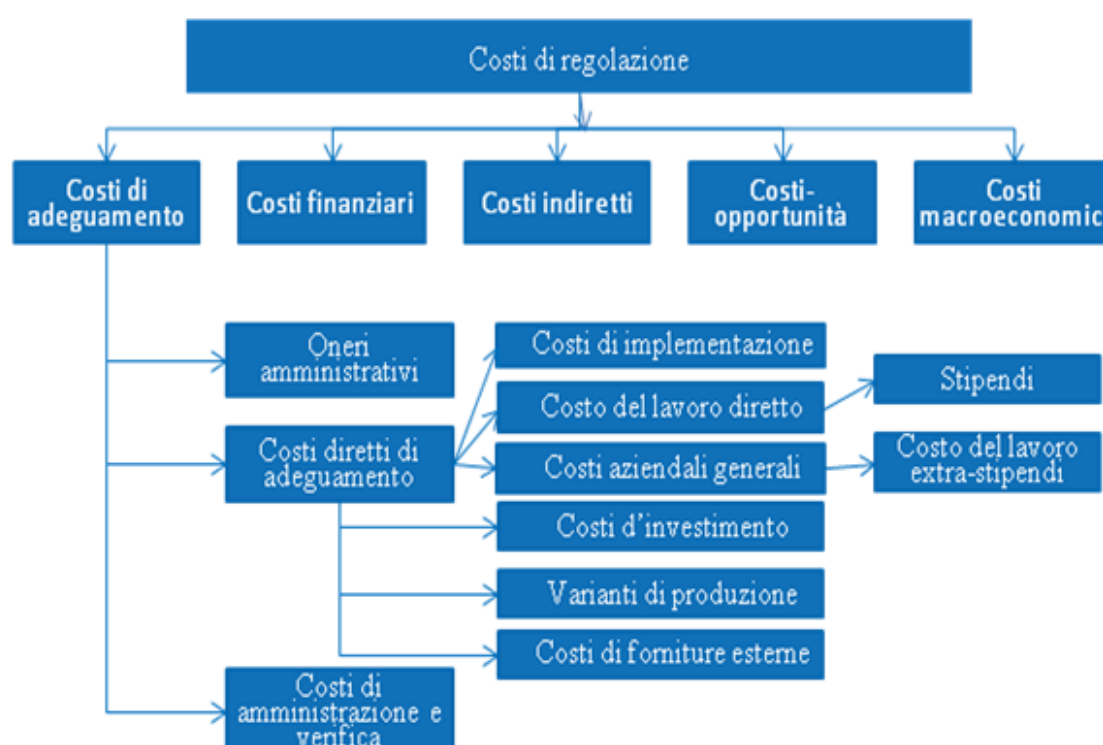 Costi di regolazione
Costi di
adeguamento
Costi finanziari
Costi indiretti
Costi-
opportunità
Costi
macroeconomic
Oneri
amministrativi
Costi di implementazione
Costo del lavoro diretto
Stipendi
Costi diretti di
adeguamento
Costi aziendali generali
Costo del lavoro
extra-stipendi
Costi d'investimento
Varianti di produzione
Costi di forniture esterne
Costi di
amministrazione e
verifica